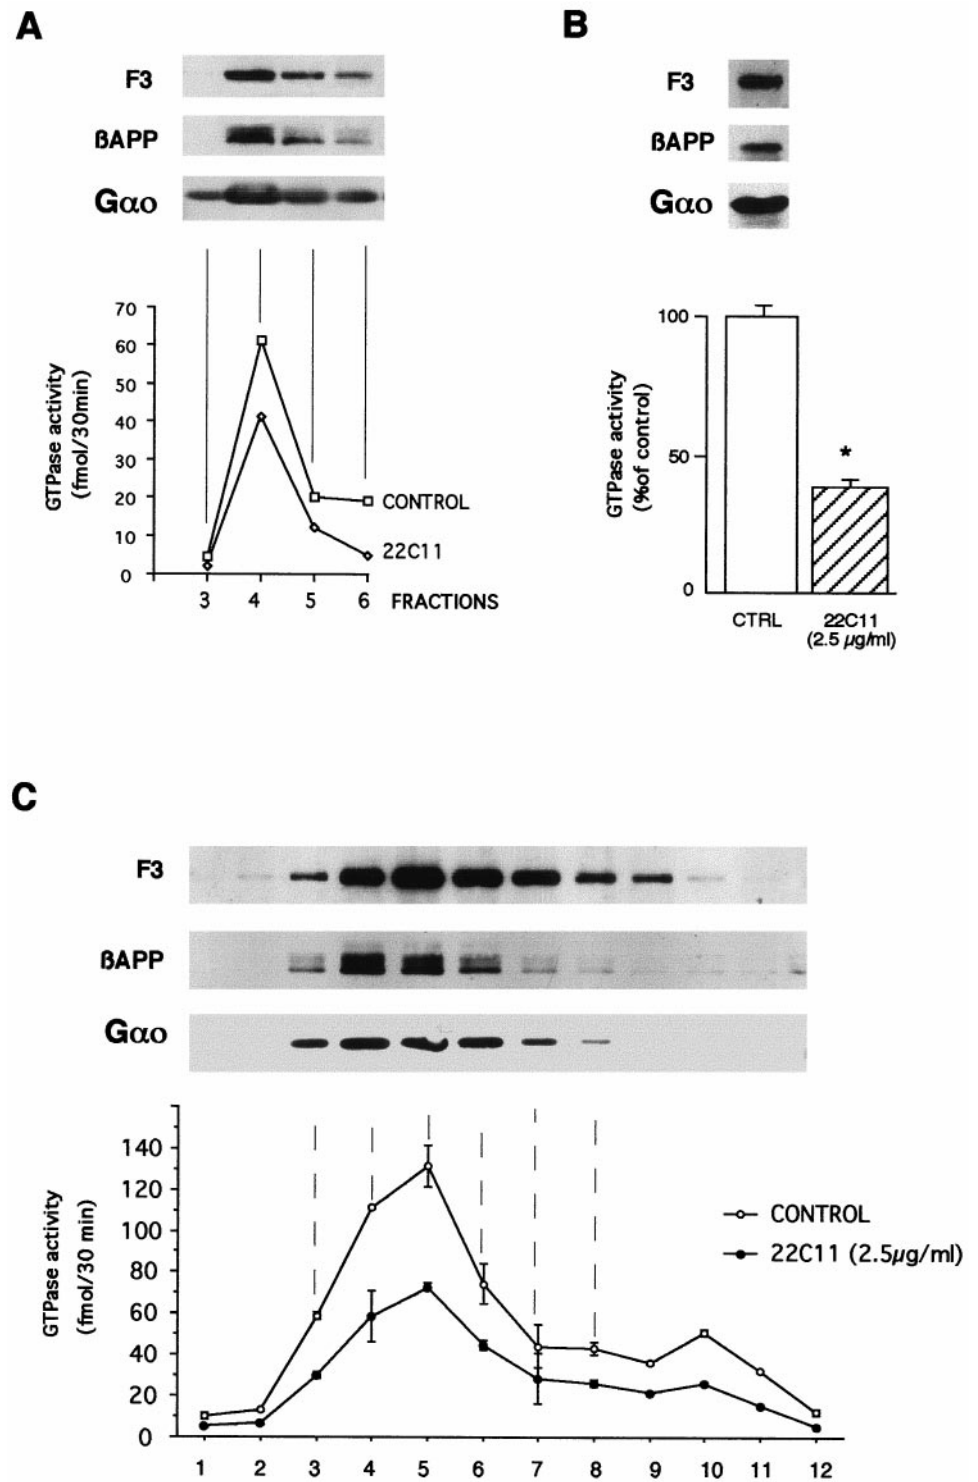 A
F3
ßAPP
Gαo
70
60
50
40
30
20
10
0
GTPase activity
(fmol/30min)
CONTROL
22C11
3 4 5 6 FRACTIONS
B
F3
ßAPP
Gαo
100
50
0
GTPase activity
(%of control)
*
CTRL
22C11
(2.5 µg/ml)
C
F3
ßAPP
Gαo
140
120
100
80
60
40
20
0
GTPase activity
(fmol/30 min)
CONTROL
22C11 (2.5µg/ml)
1 2 3 4 5 6 7 8 9 10 11 12